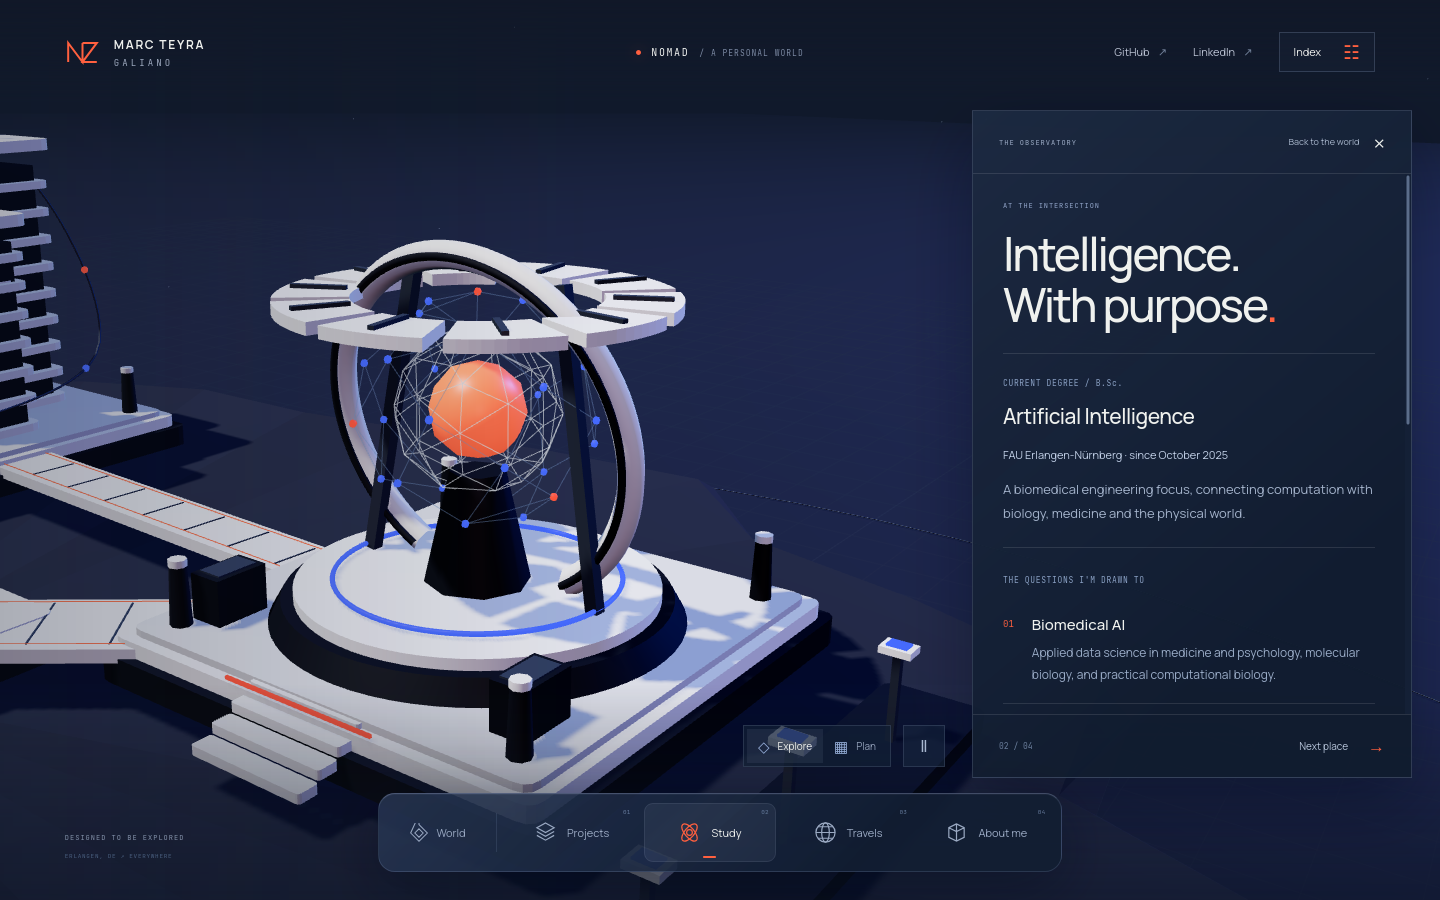 MARC TEYRA
GALIANO
NOMAD / A PERSONAL WORLD
GitHub ↗
LinkedIn ↗
Index
THE OBSERVATORY
Back to the world ×
AT THE INTERSECTION
Intelligence.
With purpose.
CURRENT DEGREE / B.Sc.
Artificial Intelligence
FAU Erlangen-Nürnberg · since October 2025
A biomedical engineering focus, connecting computation with
biology, medicine and the physical world.
THE QUESTIONS I'M DRAWN TO
01 Biomedical AI
Applied data science in medicine and psychology, molecular
biology, and practical computational biology.
02 / 04
Next place →
Explore
Plan
World
Projects 01
Study 02
Travels 03
About me 04
DESIGNED TO BE EXPLORED
ERLANGEN, DE ↗ EVERYWHERE